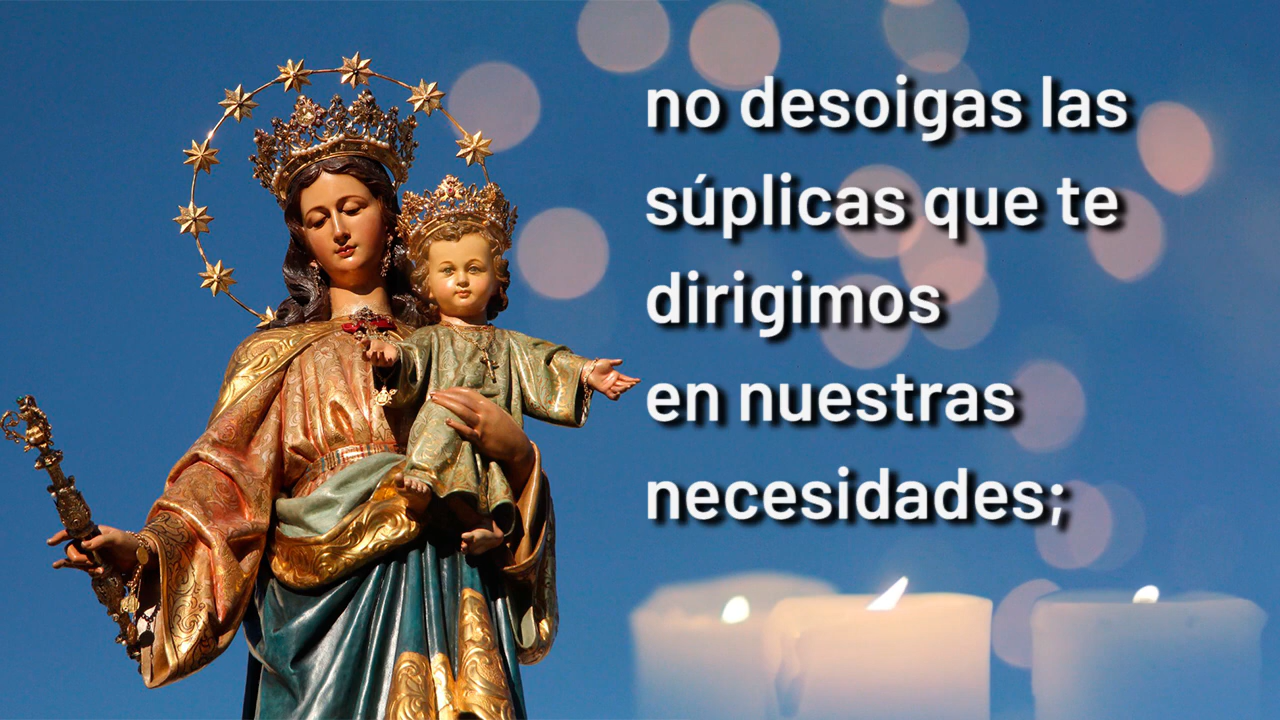 no desoigas las
súplicas que te
dirigimos
en nuestras
necesidades;